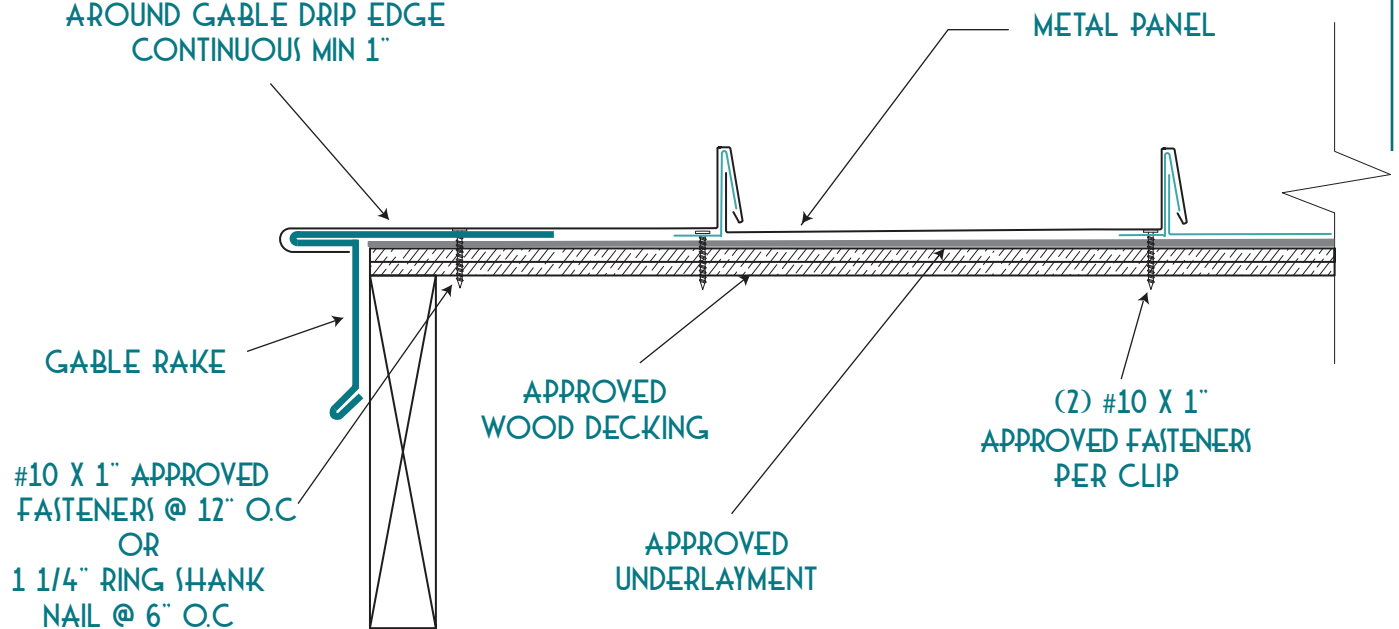 AROUND GABLE DRIP EDGE
CONTINUOUS MIN 1"
METAL PANEL
GABLE RAKE
APPROVED
WOOD DECKING
(2) #10 X 1"
APPROVED FASTENERS
PER CLIP
#10 X 1" APPROVED
FASTENERS @ 12" O.C
OR
1 1/4" RING SHANK
NAIL @ 6" O.C
APPROVED
UNDERLAYMENT